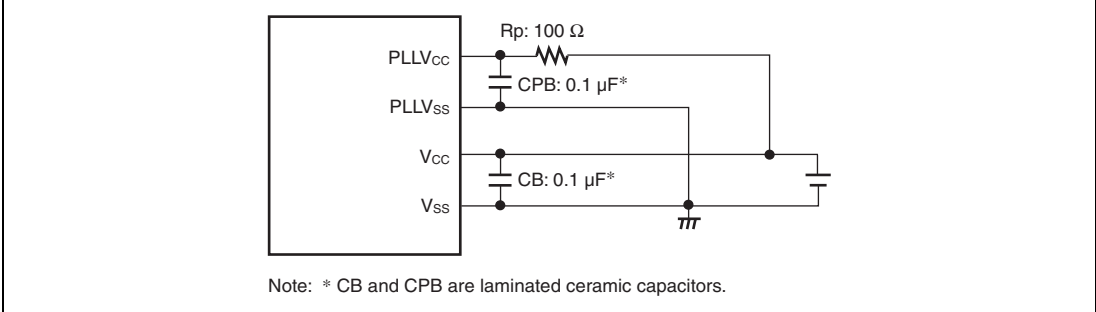 Rp: 100 Ω
PLLVCC
CPB: 0.1 µF*
PLLVSS
VCC
CB: 0.1 µF*
VSS
Note: * CB and CPB are laminated ceramic capacitors.